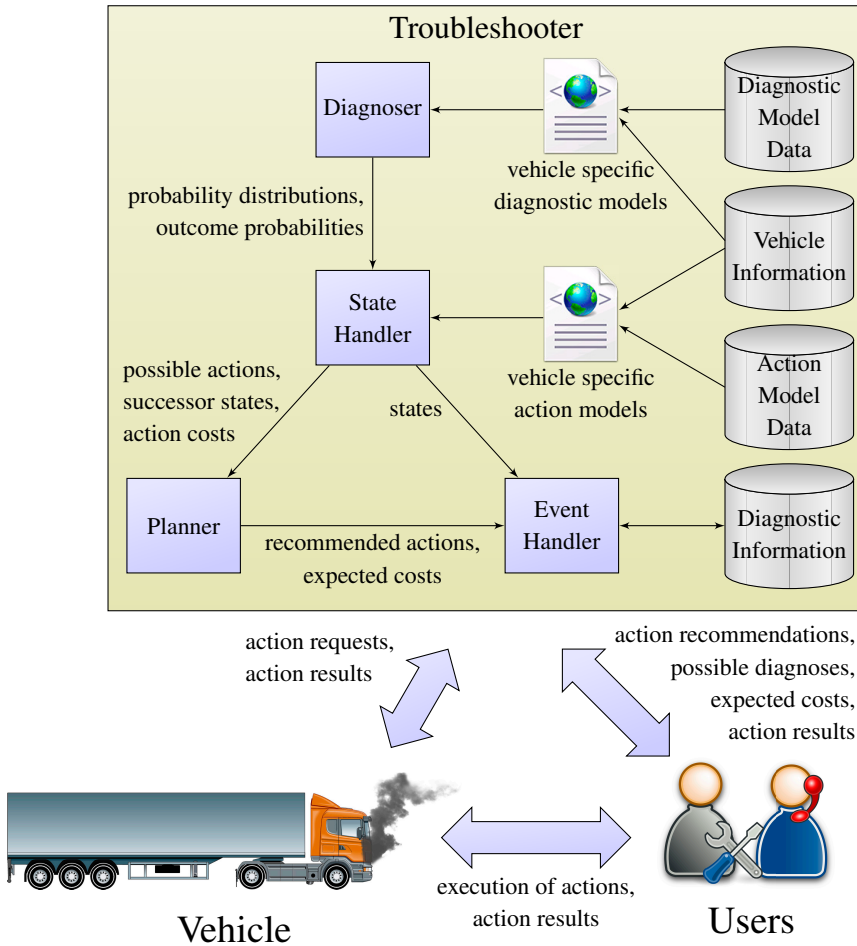 Troubleshooter
Diagnoser
Diagnostic
Model
Data
vehicle specific
diagnostic models
probability distributions,
outcome probabilities
Vehicle
Information
State
Handler
vehicle specific
action models
Action
Model
Data
possible actions,
successor states,
action costs
states
Planner
recommended actions,
expected costs
Event
Handler
Diagnostic
Information
action requests,
action results
action recommendations,
possible diagnoses,
expected costs,
action results
execution of actions,
action results
Vehicle
Users